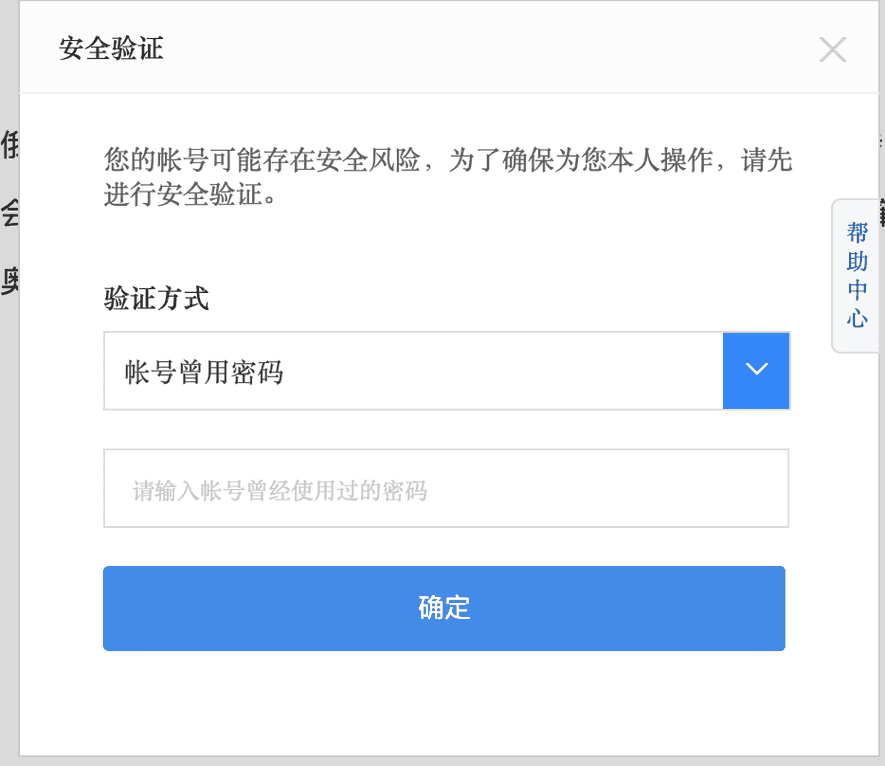 安全验证
您的帐号可能存在安全风险，为了确保为您本人操作，请先
进行安全验证。
验证方式
帐号曾用密码
请输入帐号曾经使用过的密码
确定
帮
助
中
心
会
奥